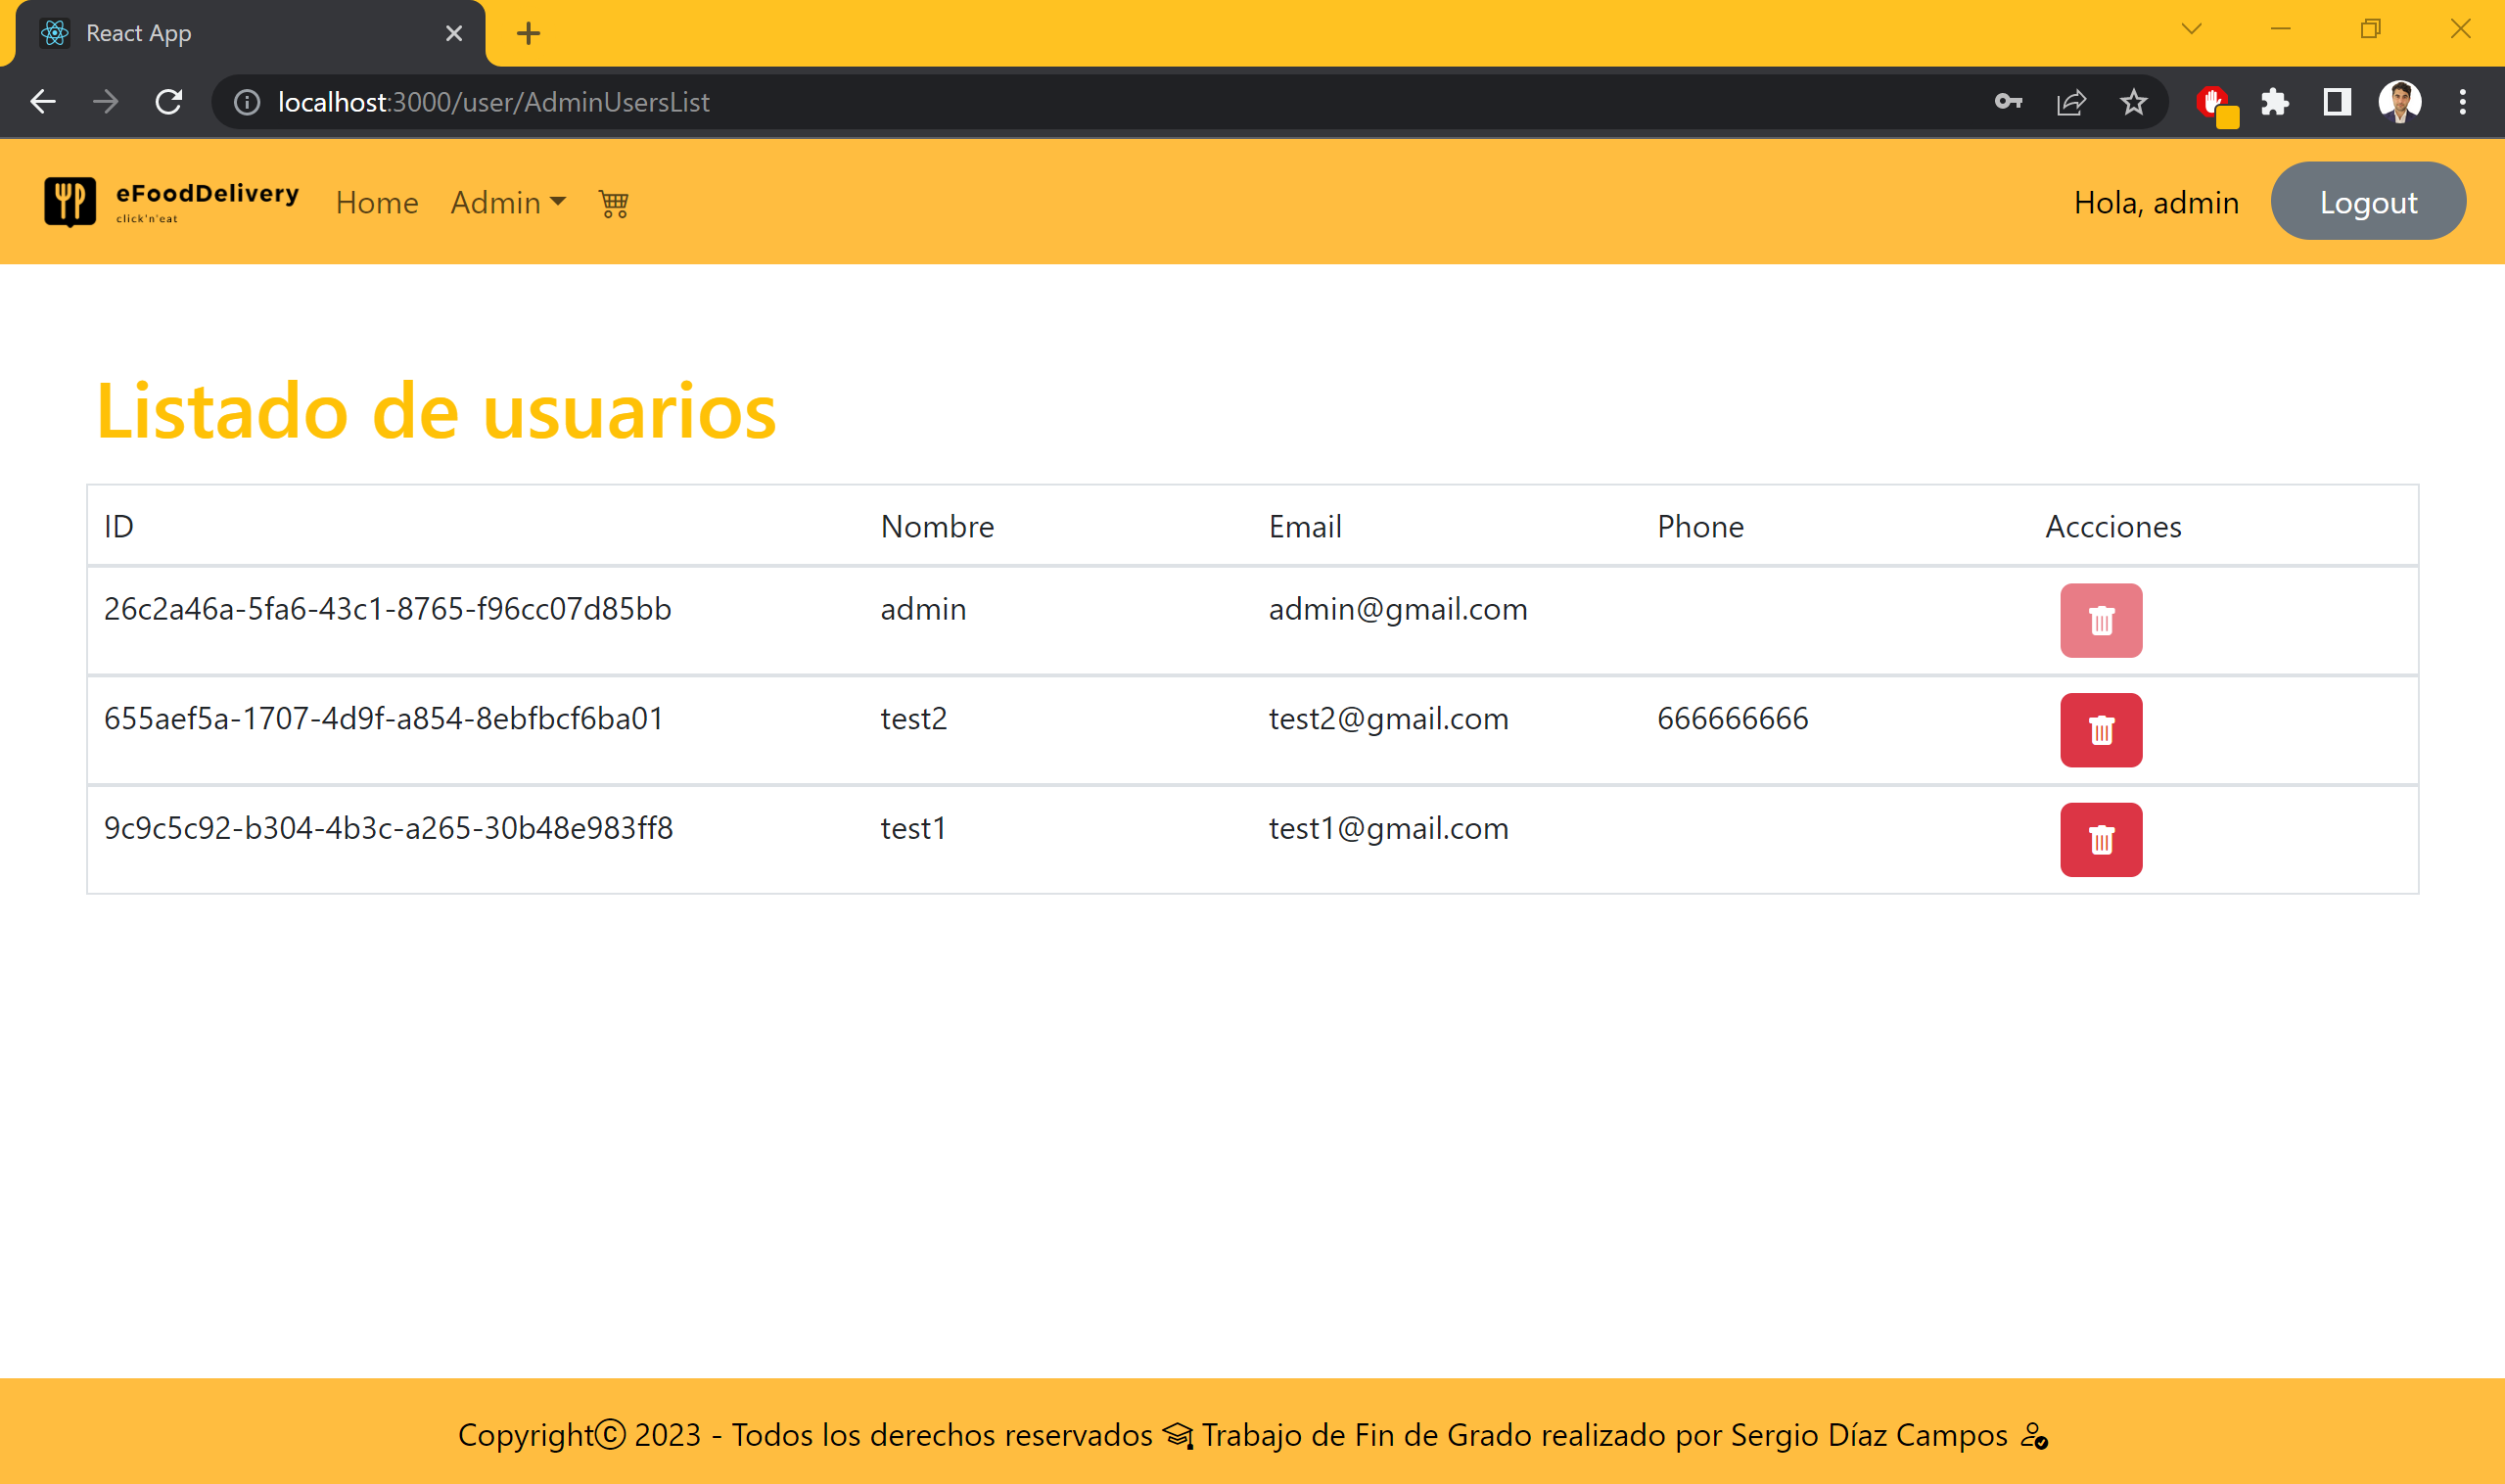 React App
localhost:3000/user/AdminUsersList
eFoodDelivery
click'n'eat
Home Admin
Hola, admin Logout
Listado de usuarios
ID Nombre Email Phone Accciones
26c2a46a-5fa6-43c1-8765-f96cc07d85bb admin admin@gmail.com
655aef5a-1707-4d9f-a854-8ebfbcf6ba01 test2 test2@gmail.com 666666666
9c9c5c92-b304-4b3c-a265-30b48e983ff8 test1 test1@gmail.com
Copyright© 2023 - Todos los derechos reservados Trabajo de Fin de Grado realizado por Sergio Díaz Campos